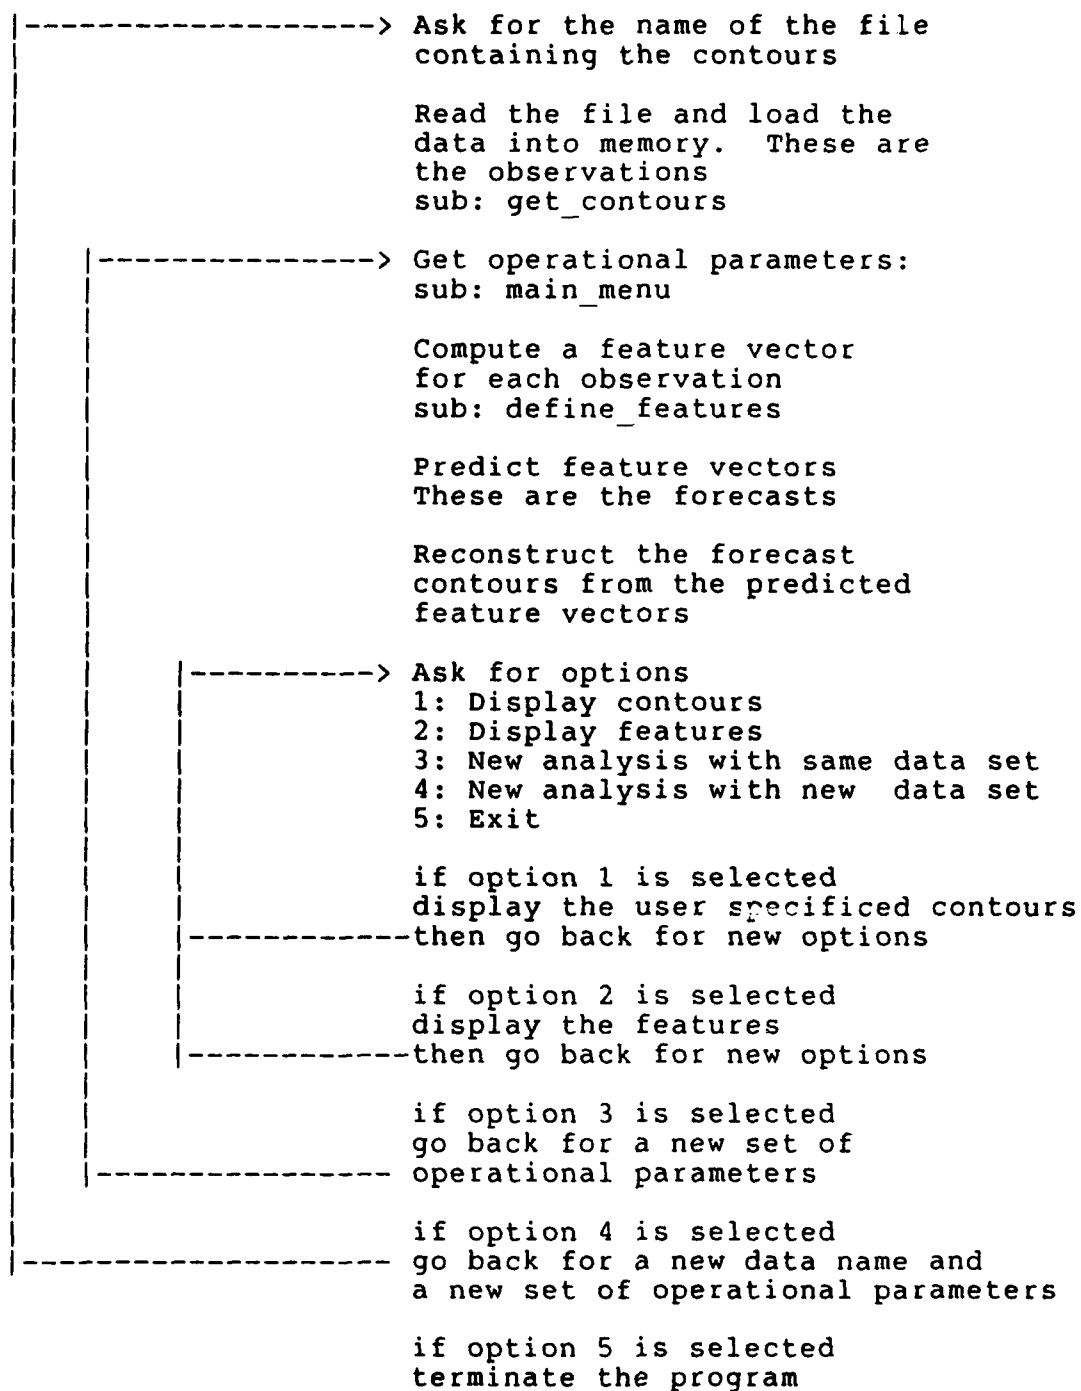 Ask for the name of the file
containing the contours
Read the file and load the
data into memory.  These are
the observations
sub: get_contours
Get operational parameters:
sub: main_menu
Compute a feature vector
for each observation
sub: define_features
Predict feature vectors
These are the forecasts
Reconstruct the forecast
contours from the predicted
feature vectors
Ask for options
1: Display contours
2: Display features
3: New analysis with same data set
4: New analysis with new  data set
5: Exit
if option 1 is selected
display the user specificed contours
then go back for new options
if option 2 is selected
display the features
then go back for new options
if option 3 is selected
go back for a new set of
operational parameters
if option 4 is selected
go back for a new data name and
a new set of operational parameters
if option 5 is selected
terminate the program